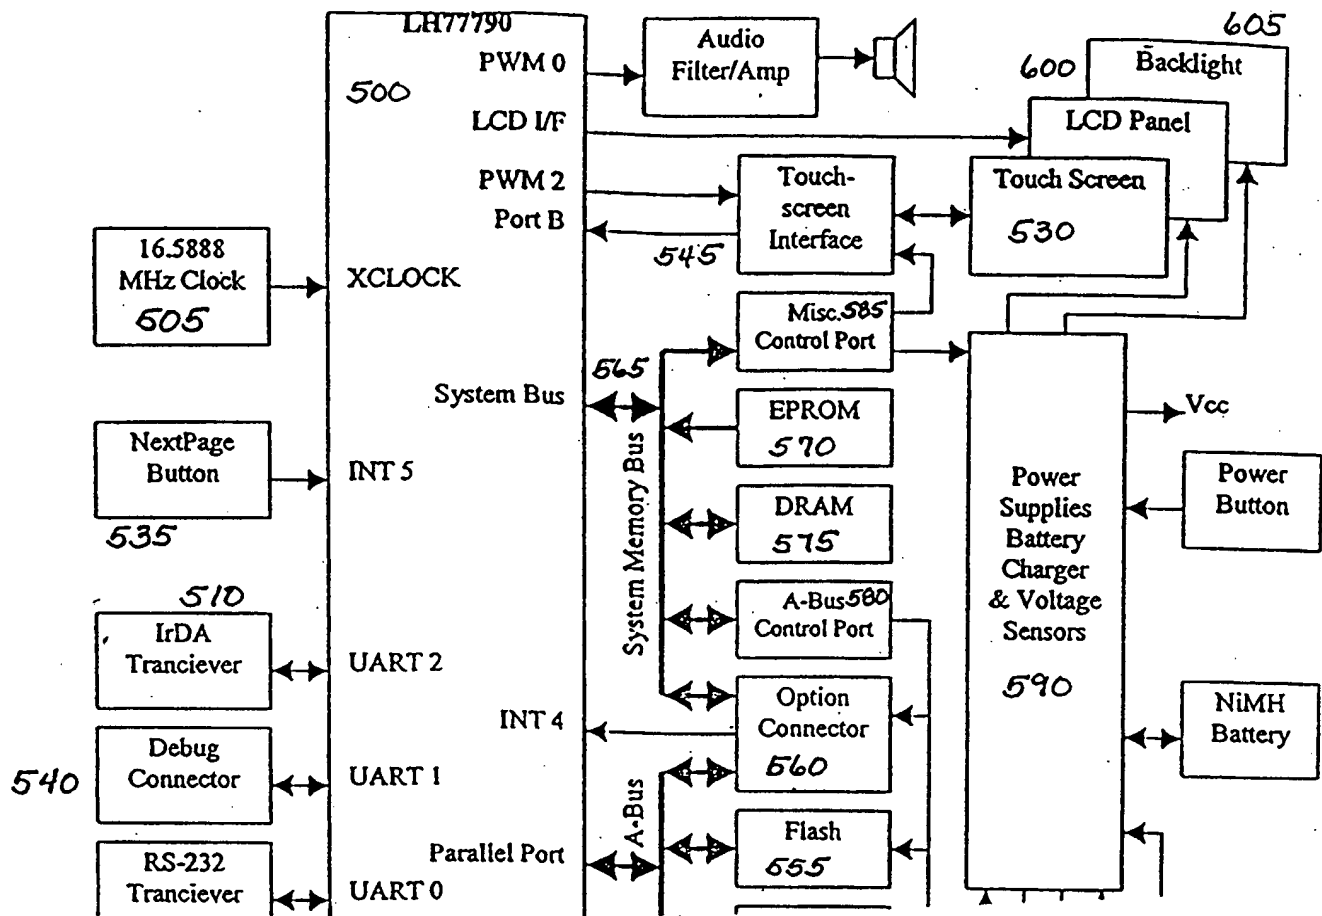 LH77790
500
PWM 0
LCD I/F
PWM 2
Port B
XCLOCK
System Bus
INT 5
UART 2
INT 4
UART 1
Parallel Port
UART 0
16.5888
MHz Clock
505
NextPage
Button
535
510
IrDA
Tranciever
540
Debug
Connector
RS-232
Tranciever
Audio
Filter/Amp
605
Backlight
600
LCD Panel
Touch Screen
530
Touch-
screen
Interface
545
Misc. 585
Control Port
565
System Memory Bus
EPROM
570
DRAM
575
A-Bus 580
Control Port
Option
Connector
560
A-Bus
Flash
555
Power
Supplies
Battery
Charger
& Voltage
Sensors
590
Vcc
Power
Button
NiMH
Battery